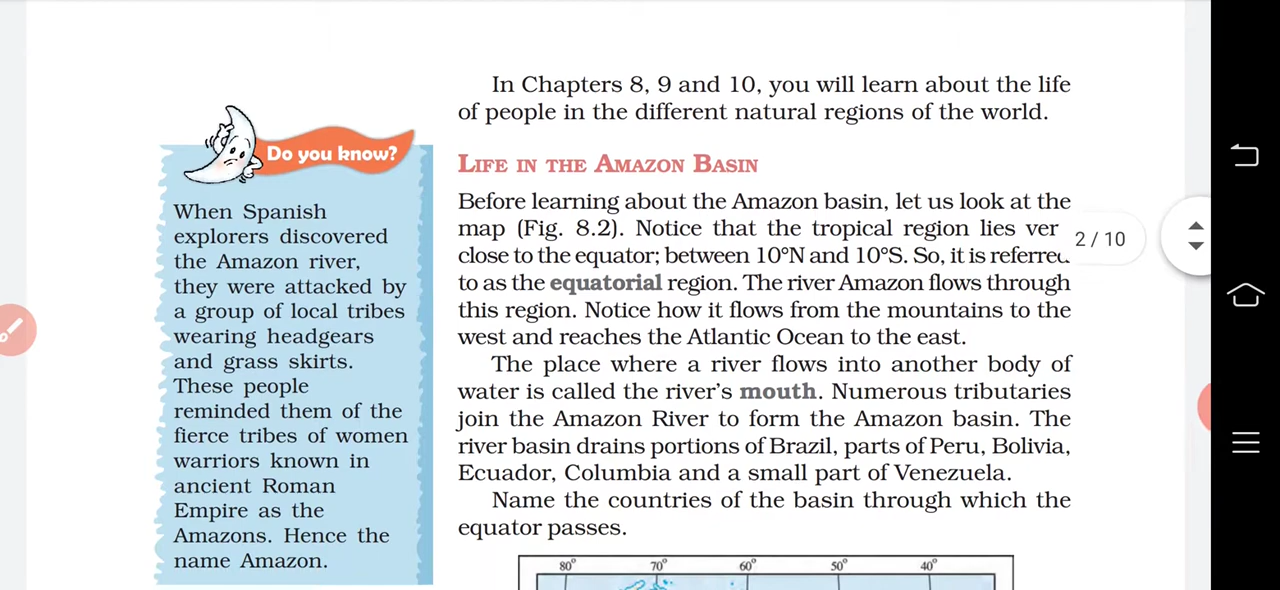 In Chapters 8, 9 and 10, you will learn about the life
of people in the different natural regions of the world.
Do you know?
When Spanish
explorers discovered
the Amazon river,
they were attacked by
a group of local tribes
wearing headgears
and grass skirts.
These people
reminded them of the
fierce tribes of women
warriors known in
ancient Roman
Empire as the
Amazons. Hence the
name Amazon.
LIFE IN THE AMAZON BASIN
Before learning about the Amazon basin, let us look at the
map (Fig. 8.2). Notice that the tropical region lies ver
close to the equator; between 10°N and 10°S. So, it is referred
to as the equatorial region. The river Amazon flows through
this region. Notice how it flows from the mountains to the
west and reaches the Atlantic Ocean to the east.
The place where a river flows into another body of
water is called the river's mouth. Numerous tributaries
join the Amazon River to form the Amazon basin. The
river basin drains portions of Brazil, parts of Peru, Bolivia,
Ecuador, Columbia and a small part of Venezuela.
Name the countries of the basin through which the
equator passes.
80° 70° 60° 50° 40°
2 / 10